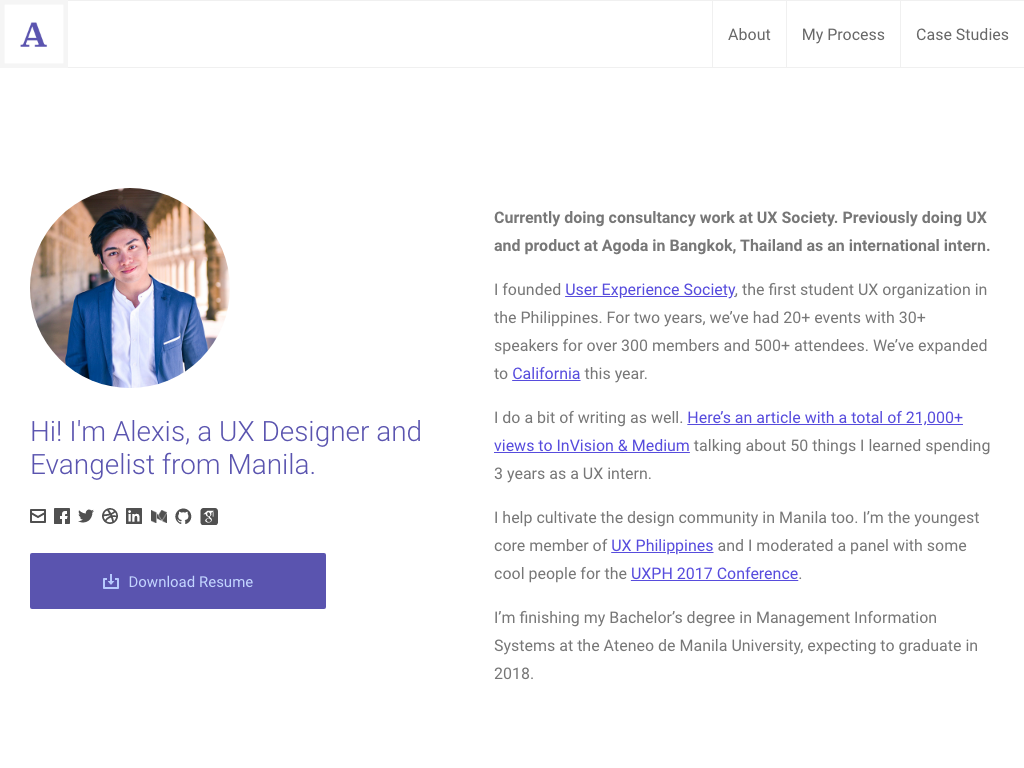 A
About
My Process
Case Studies
Hi! I'm Alexis, a UX Designer and
Evangelist from Manila.
Download Resume
Currently doing consultancy work at UX Society. Previously doing UX
and product at Agoda in Bangkok, Thailand as an international intern.
I founded User Experience Society, the first student UX organization in
the Philippines. For two years, we’ve had 20+ events with 30+
speakers for over 300 members and 500+ attendees. We’ve expanded
to California this year.
I do a bit of writing as well. Here’s an article with a total of 21,000+
views to InVision & Medium talking about 50 things I learned spending
3 years as a UX intern.
I help cultivate the design community in Manila too. I’m the youngest
core member of UX Philippines and I moderated a panel with some
cool people for the UXPH 2017 Conference.
I’m finishing my Bachelor’s degree in Management Information
Systems at the Ateneo de Manila University, expecting to graduate in
2018.